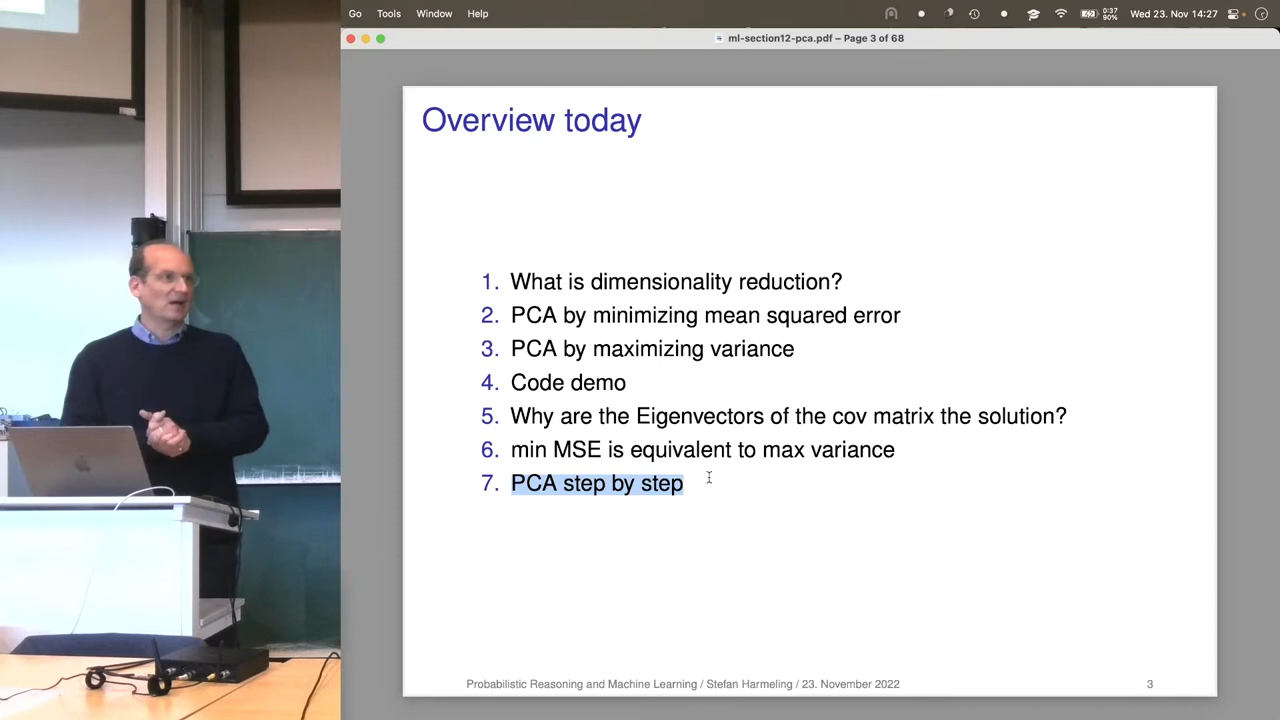 Go Tools Window Help 0:37 90% Wed 23. Nov 14:27
ml-section12-pca.pdf – Page 3 of 68
Overview today
1. What is dimensionality reduction?
2. PCA by minimizing mean squared error
3. PCA by maximizing variance
4. Code demo
5. Why are the Eigenvectors of the cov matrix the solution?
6. min MSE is equivalent to max variance
7. PCA step by step
Probabilistic Reasoning and Machine Learning / Stefan Harmeling / 23. November 2022 3